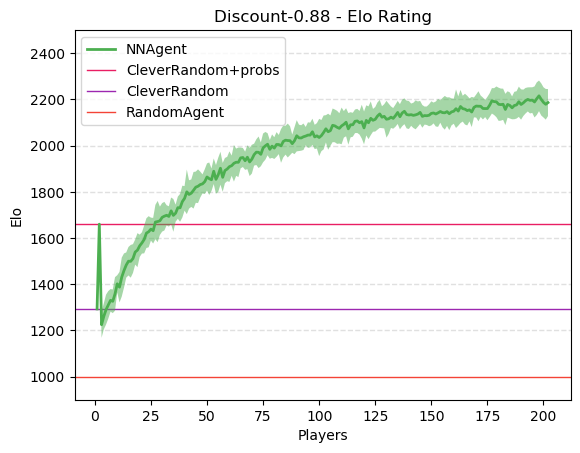 Discount-0.88 - Elo Rating
NNAgent
CleverRandom+probs
CleverRandom
RandomAgent
2400
2200
2000
1800
1600
1400
1200
1000
Elo
0 25 50 75 100 125 150 175 200
Players